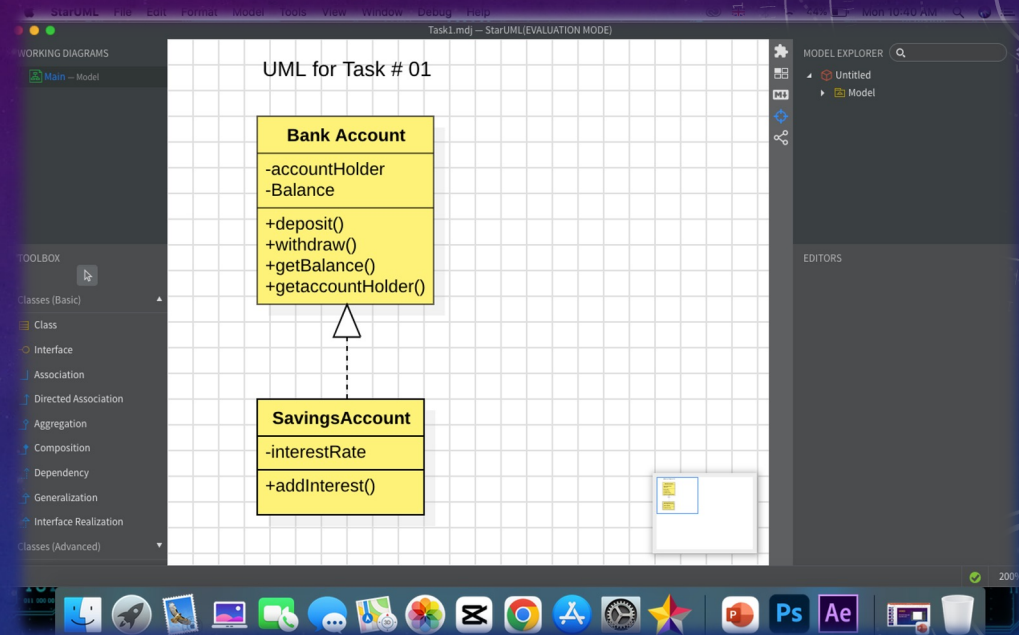 StarUML File Edit Format Model Tools View Window Debug Help Mon 10:40 AM
Task1.mdj — StarUML(EVALUATION MODE)
WORKING DIAGRAMS
Main — Model
MODEL EXPLORER
Untitled
Model
UML for Task # 01
Bank Account
-accountHolder
-Balance
+deposit()
+withdraw()
+getBalance()
+getaccountHolder()
SavingsAccount
-interestRate
+addInterest()
TOOLBOX
Classes (Basic)
Class
Interface
Association
Directed Association
Aggregation
Composition
Dependency
Generalization
Interface Realization
Classes (Advanced)
EDITORS
200%
Ps
Ae